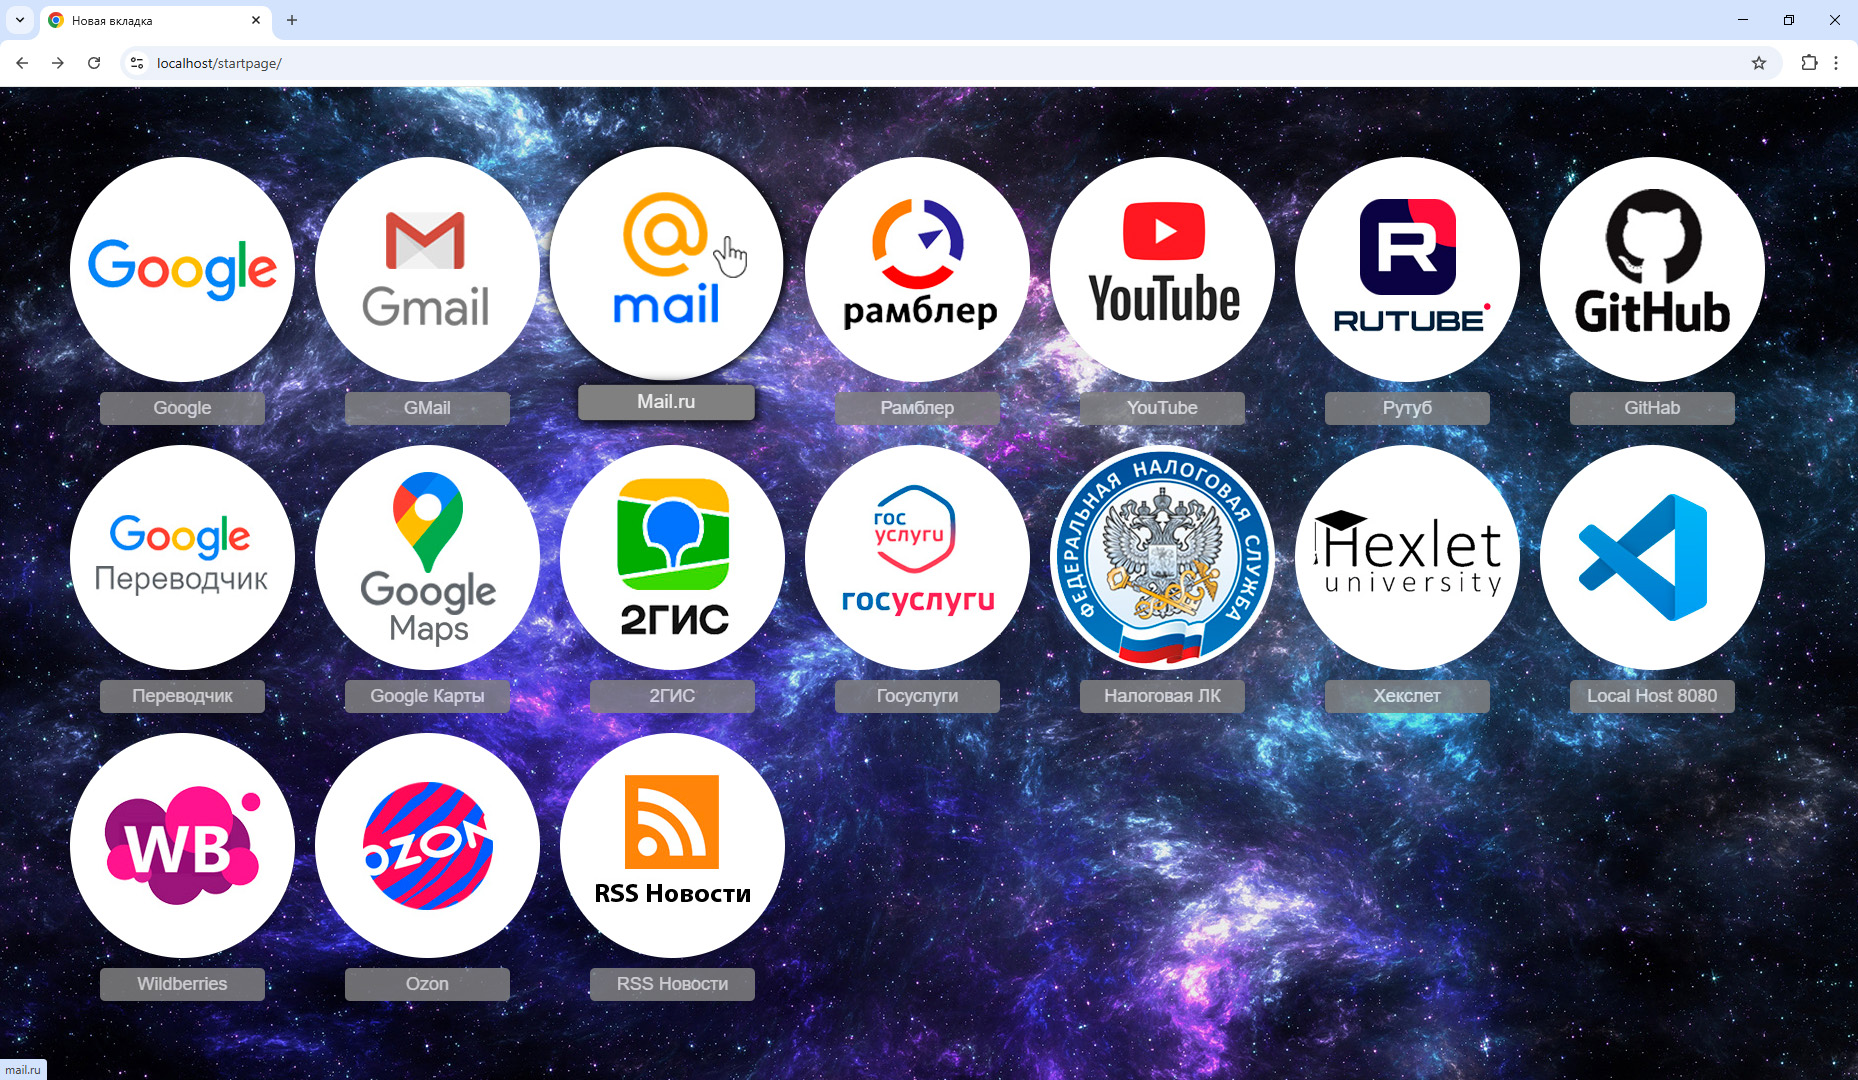 Новая вкладка
localhost/startpage/
Google
Gmail
@
mail
рамблер
YouTube
R
RUTUBE
GitHub
Google
GMail
Mail.ru
Рамблер
YouTube
Рутуб
GitHab
Google
Переводчик
Google
Maps
2ГИС
гос
услуги
госуслуги
ФЕДЕРАЛЬНАЯ НАЛОГОВАЯ СЛУЖБА
Hexlet
university
Переводчик
Google Карты
2ГИС
Госуслуги
Налоговая ЛК
Хекслет
Local Host 8080
WB
OZON
RSS Новости
Wildberries
Ozon
RSS Новости
mail.ru